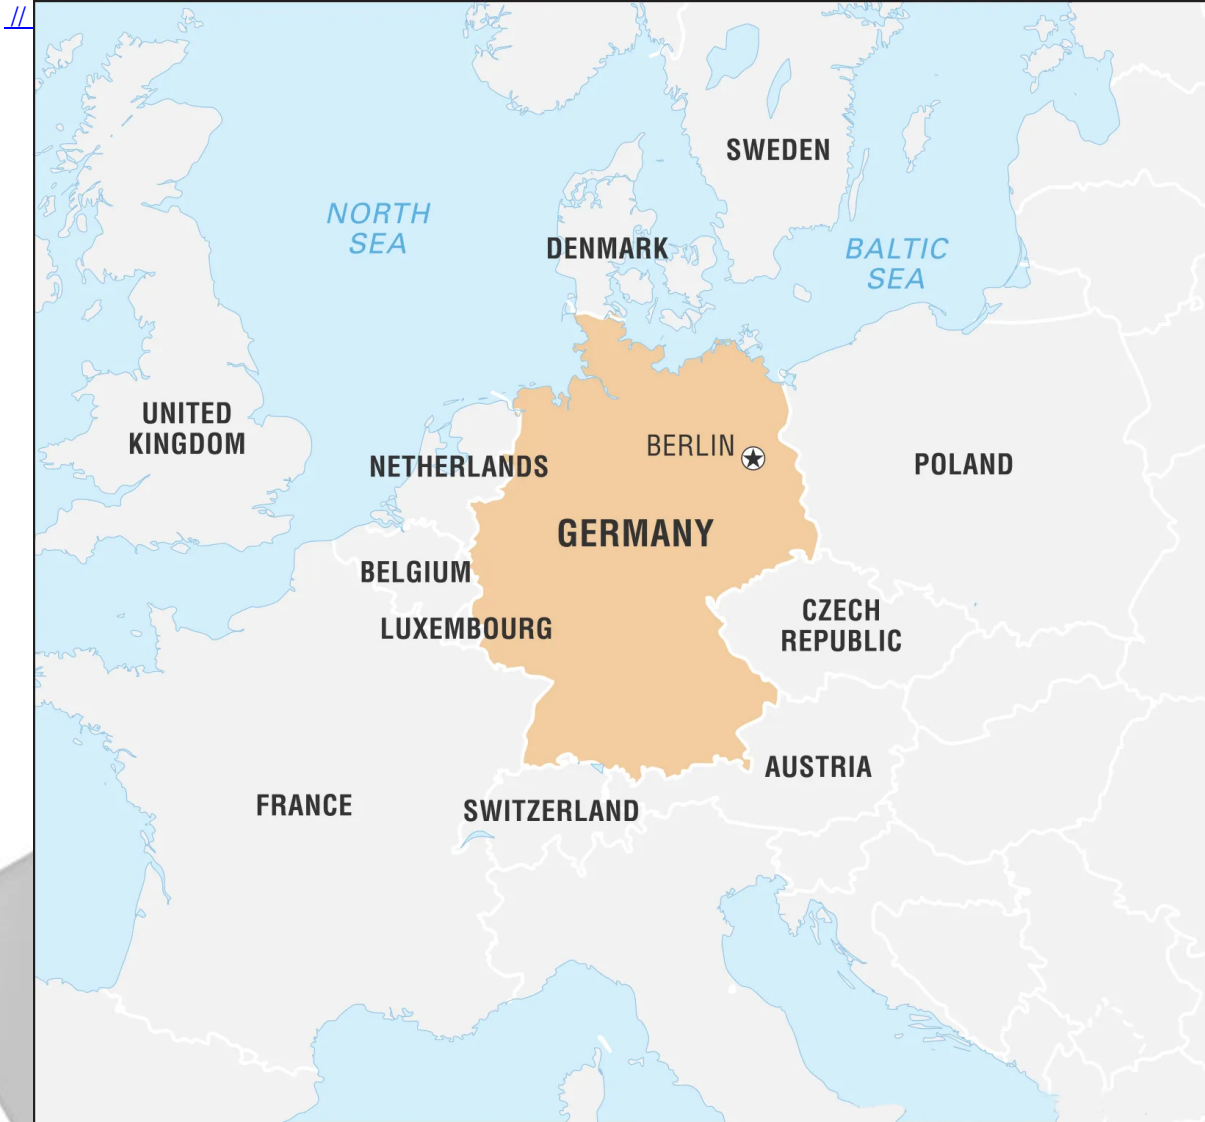 //
SWEDEN
NORTH
SEA
DENMARK
BALTIC
SEA
UNITED
KINGDOM
BERLIN
NETHERLANDS
POLAND
GERMANY
BELGIUM
CZECH
REPUBLIC
LUXEMBOURG
AUSTRIA
FRANCE
SWITZERLAND